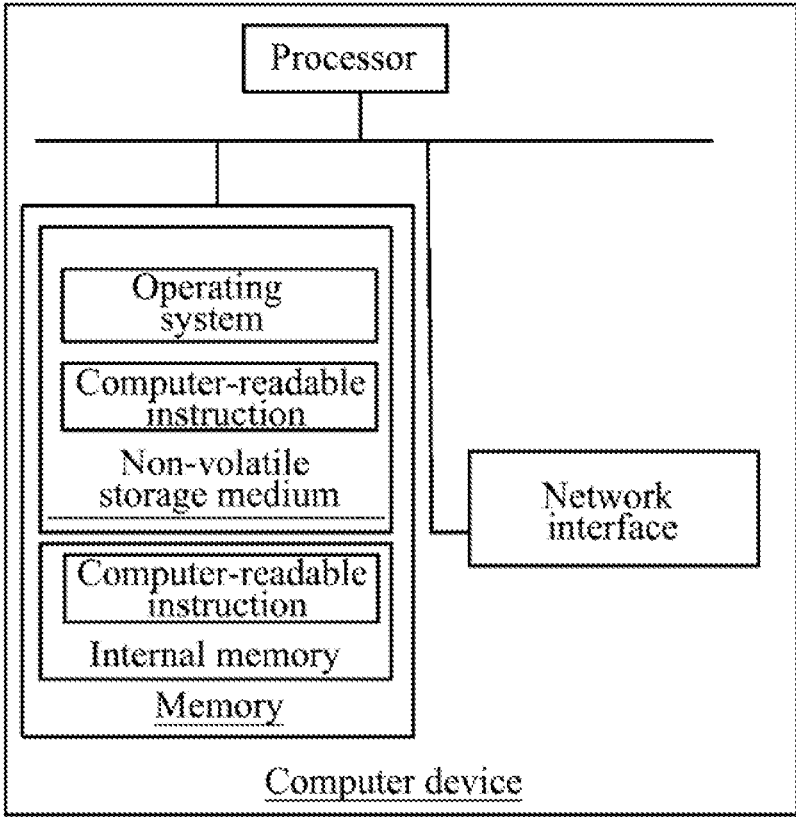 Processor
Operating
system
Computer-readable
instruction
Non-volatile
storage medium
Computer-readable
instruction
Internal memory
Memory
Network
interface
Computer device